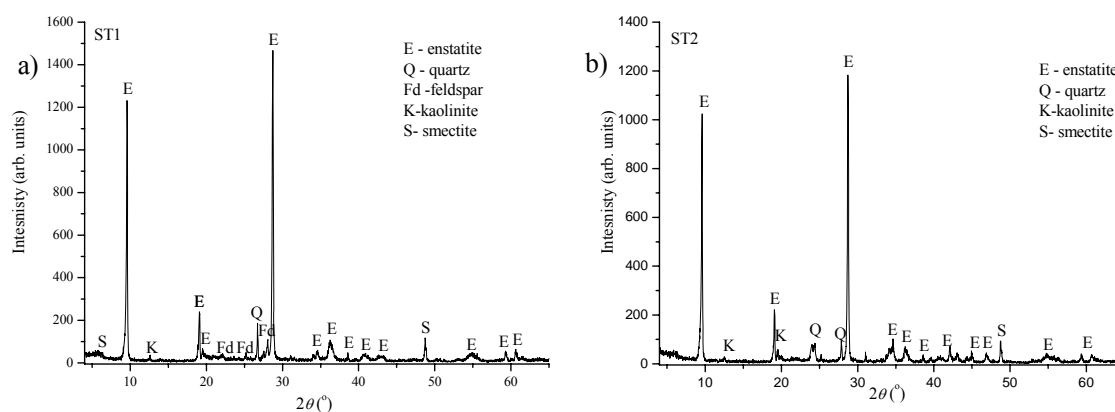 a)
ST1
1600
1400
1200
1000
800
600
400
200
0
Intesnisty (arb. units)
E - enstatite
Q - quartz
Fd -feldspar
K-kaolinite
S- smectite
S E K E E Fd Fd Q Fd E E E E E E S E E E
10 20 30 40 50 60
2θ (°)
b)
ST2
1400
1200
1000
800
600
400
200
0
Intesnisty (arb. units)
E - enstatite
Q - quartz
K-kaolinite
S- smectite
E K E K Q Q E E E E E E E S E E
10 20 30 40 50 60
2θ (°)